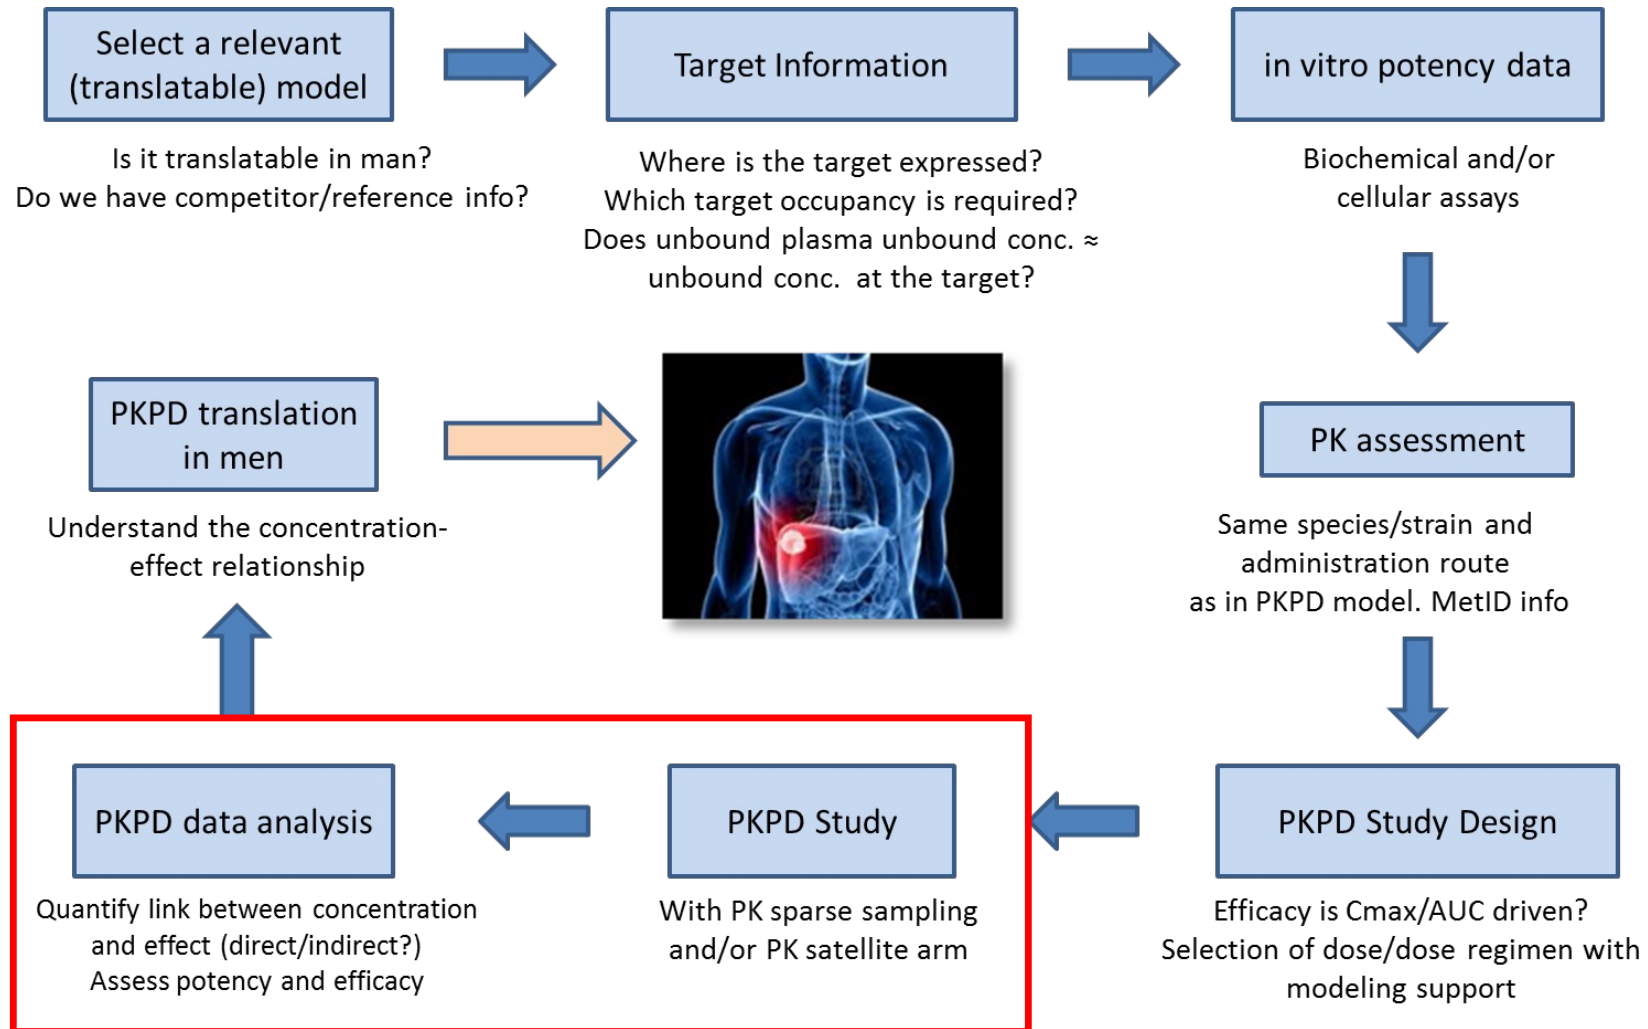 Select a relevant
(translatable) model
Is it translatable in man?
Do we have competitor/reference info?
Target Information
Where is the target expressed?
Which target occupancy is required?
Does unbound plasma unbound conc. ≈
unbound conc. at the target?
in vitro potency data
Biochemical and/or
cellular assays
PK assessment
Same species/strain and
administration route
as in PKPD model. MetID info
PKPD Study Design
Efficacy is Cmax/AUC driven?
Selection of dose/dose regimen with
modeling support
PKPD Study
With PK sparse sampling
and/or PK satellite arm
PKPD data analysis
Quantify link between concentration
and effect (direct/indirect?)
Assess potency and efficacy
PKPD translation
in men
Understand the concentration-
effect relationship